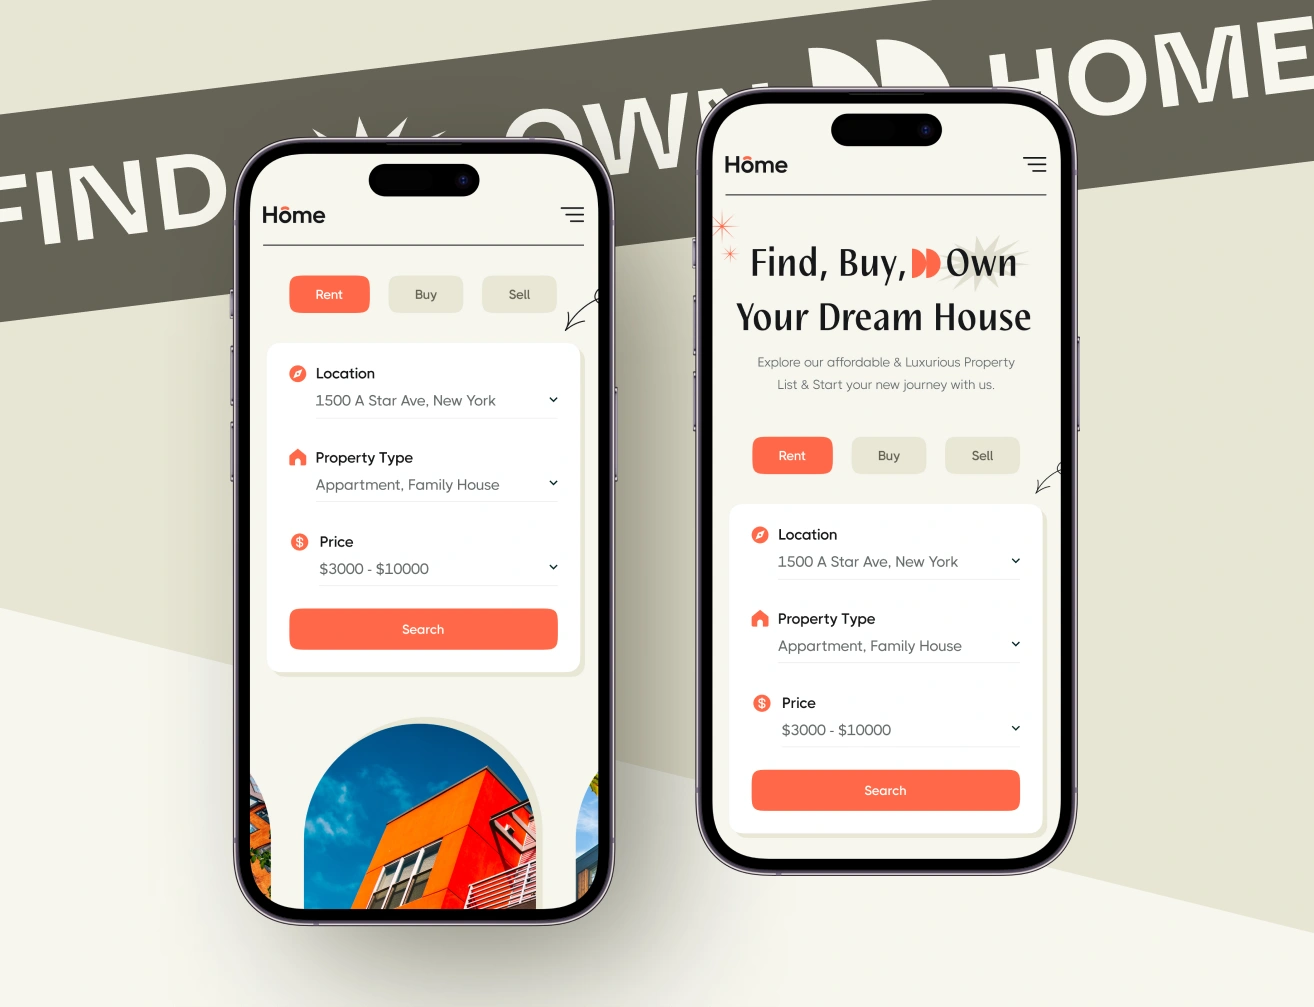 FIND OWN HOME
Hôme
Rent Buy Sell
Location
1500 A Star Ave, New York
Property Type
Appartment, Family House
Price
$3000 - $10000
Search
Hôme
Find, Buy, Own
Your Dream House
Explore our affordable & Luxurious Property
List & Start your new journey with us.
Rent Buy Sell
Location
1500 A Star Ave, New York
Property Type
Appartment, Family House
Price
$3000 - $10000
Search